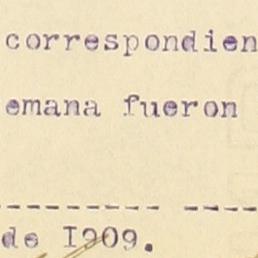 correspondien
emana fueron
de I909.